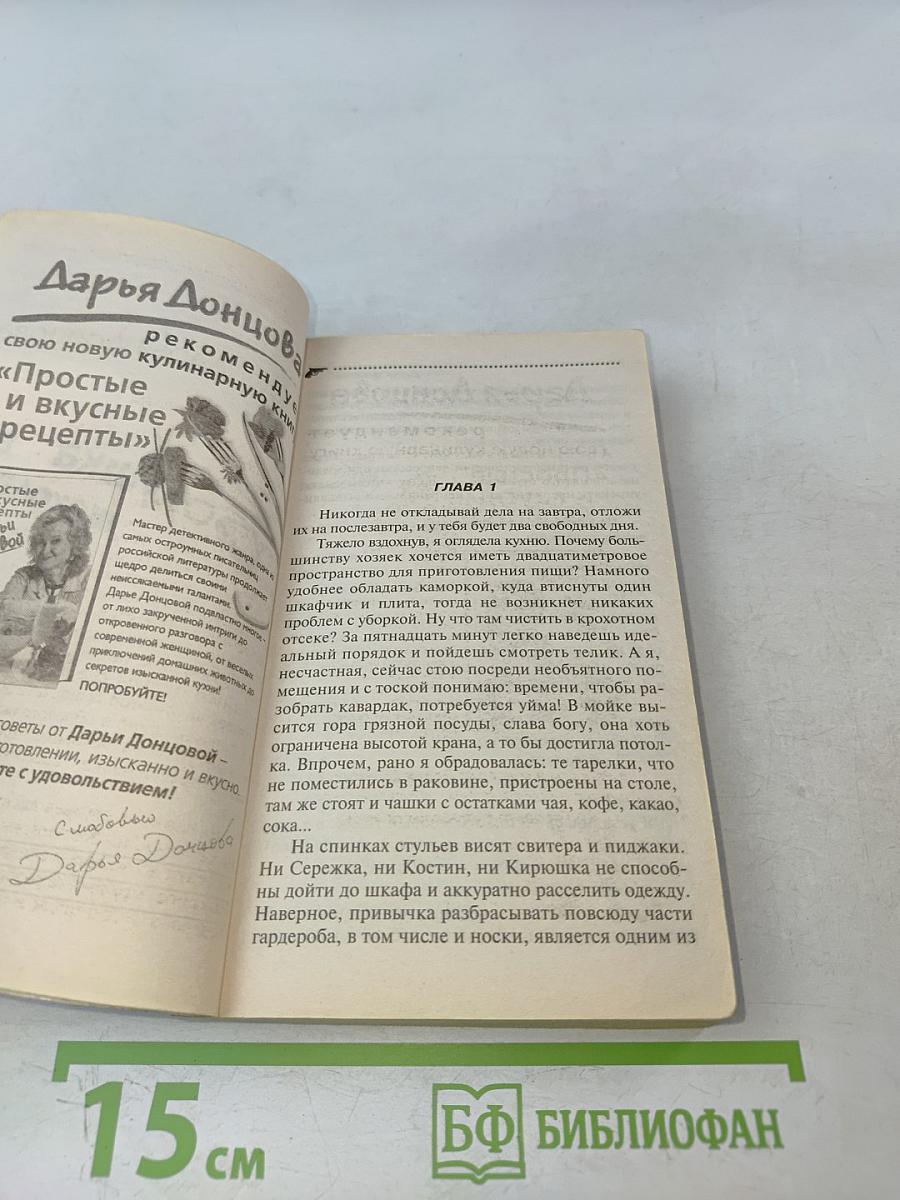 Дарья Донцова
рекомендуе
свою новую кулинарную книг
«Простые
и вкусные
рецепты»
остые
кусные
епты
Мастер детективного жанра, одна из
самых остроумных писательниц
российской литературы продолжает
щедро делиться своими
неиссякаемыми талантами.
Дарье Донцовой подвластно многое –
от лихо закрученной интриги до
откровенного разговора с
современной женщиной, от веселых
приключений домашних животных до
секретов изысканной кухни!
ПОПРОБУЙТЕ!
оветы от Дарьи Донцовой –
отовлении, изысканно и вкусно.
те с удовольствием!
С любовью
Дарья Донцова
ГЛАВА 1
Никогда не откладывай дела на завтра, отложи
их на послезавтра, и у тебя будет два свободных дня.
Тяжело вздохнув, я оглядела кухню. Почему боль-
шинству хозяек хочется иметь двадцатиметровое
пространство для приготовления пищи? Намного
удобнее обладать каморкой, куда втиснуты один
шкафчик и плита, тогда не возникнет никаких
проблем с уборкой. Ну что там чистить в крохотном
отсеке? За пятнадцать минут легко наведешь иде-
альный порядок и пойдешь смотреть телик. А я,
несчастная, сейчас стою посреди необъятного по-
мещения и с тоской понимаю: времени, чтобы ра-
зобрать кавардак, потребуется уйма! В мойке вы-
сится гора грязной посуды, слава богу, она хоть
ограничена высотой крана, а то бы достигла потол-
ка. Впрочем, рано я обрадовалась: те тарелки, что
не поместились в раковине, пристроены на столе,
там же стоят и чашки с остатками чая, кофе, какао,
сока...
На спинках стульев висят свитера и пиджаки.
Ни Сережка, ни Костин, ни Кирюшка не способ-
ны дойти до шкафа и аккуратно расселить одежду.
Наверное, привычка разбрасывать повсюду части
гардероба, в том числе и носки, является одним из
15 см
БФ БИБЛИОФАН